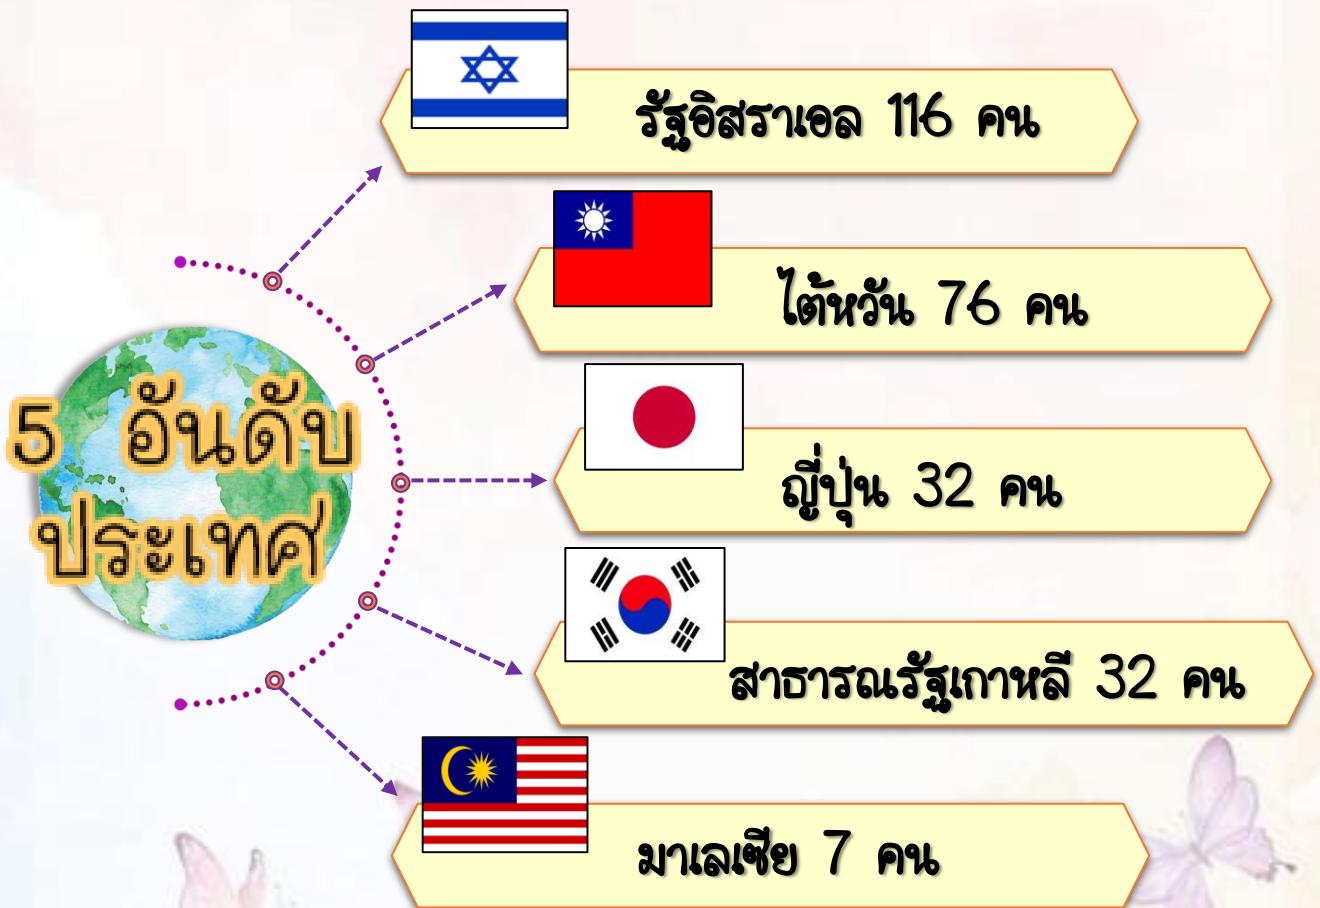 5 อันดับ
ประเทศ
รัฐอิสราเอล 116 คน
ไต้หวัน 76 คน
ญี่ปุ่น 32 คน
สาธารณรัฐเกาหลี 32 คน
มาเลเซีย 7 คน